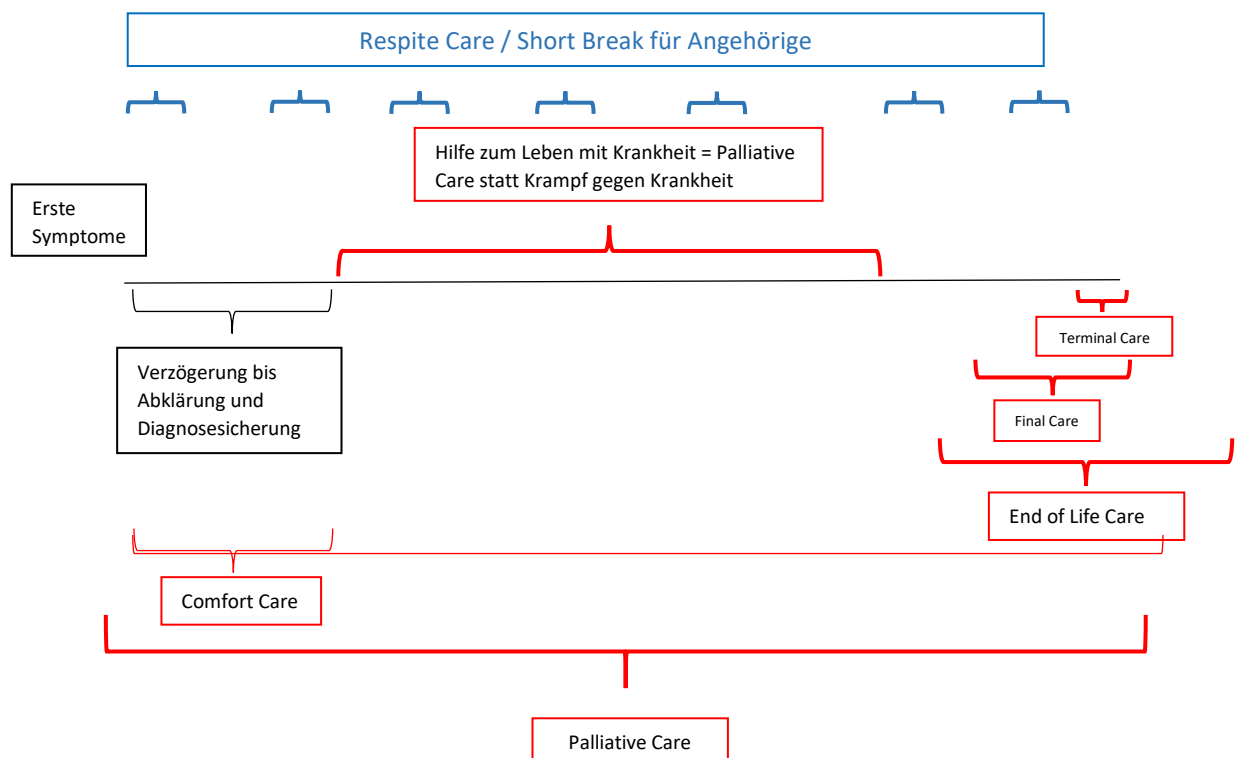 Respite Care / Short Break für Angehörige
Hilfe zum Leben mit Krankheit = Palliative
Care statt Krampf gegen Krankheit
Erste
Symptome
Terminal Care
Verzögerung bis
Abklärung und
Diagnosesicherung
Final Care
End of Life Care
Comfort Care
Palliative Care